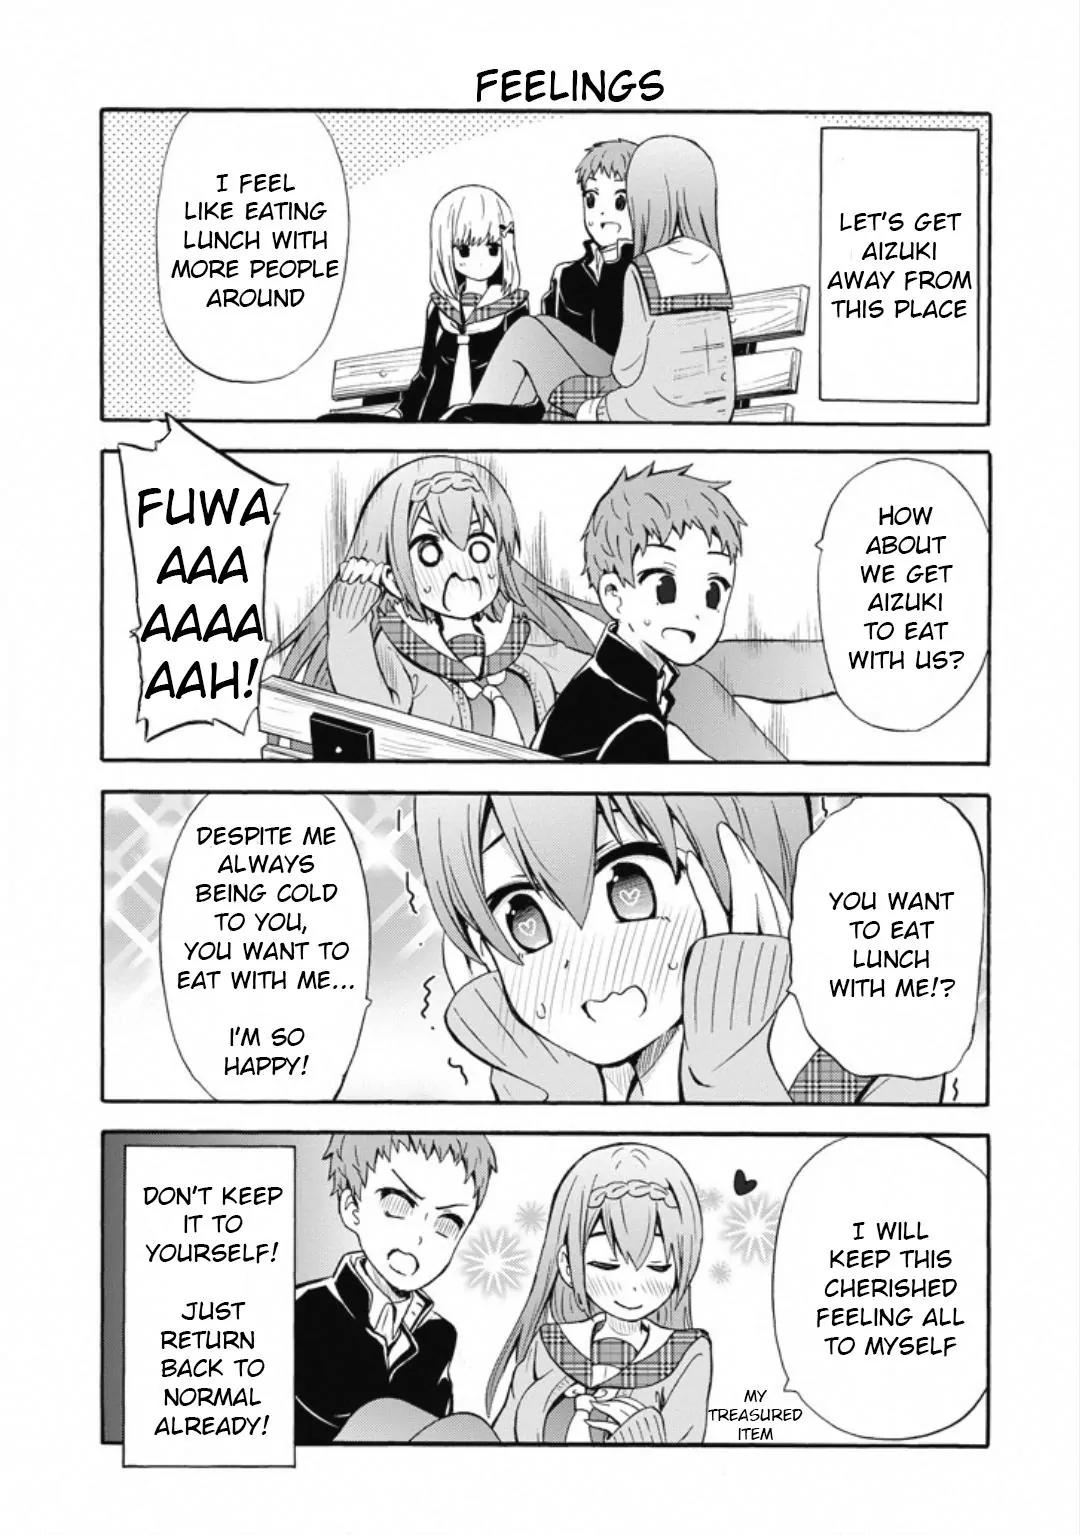 FEELINGS
LET'S GET
AIZUKI
AWAY FROM
THIS PLACE
I FEEL
LIKE EATING
LUNCH WITH
MORE PEOPLE
AROUND
HOW
ABOUT
WE GET
AIZUKI
TO EAT
WITH US?
FUWA
AAA
AAAA
AAH!
YOU WANT
TO EAT
LUNCH
WITH ME!?
DESPITE ME
ALWAYS
BEING COLD
TO YOU,
YOU WANT TO
EAT WITH ME...
I'M SO
HAPPY!
I WILL
KEEP THIS
CHERISHED
FEELING ALL
TO MYSELF
MY
TREASURED
ITEM
DON'T KEEP
IT TO
YOURSELF!
JUST
RETURN
BACK TO
NORMAL
ALREADY!